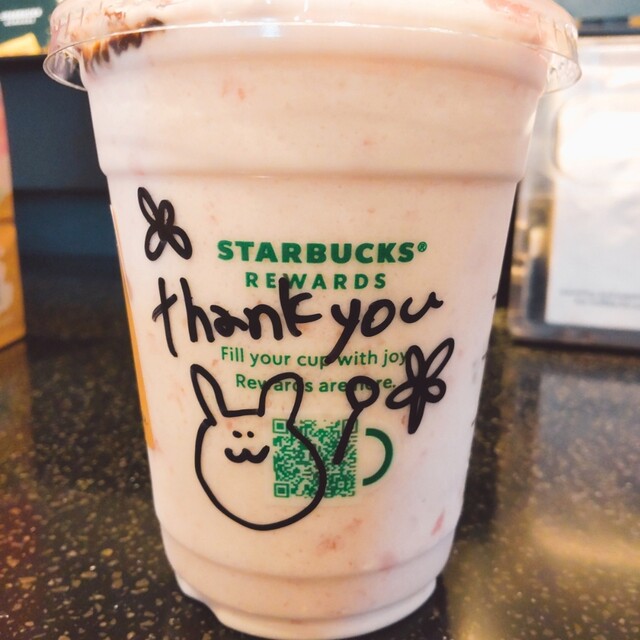 STARBUCKS®
REWARDS
thank you
Fill your cup with joy
Rewards are here.